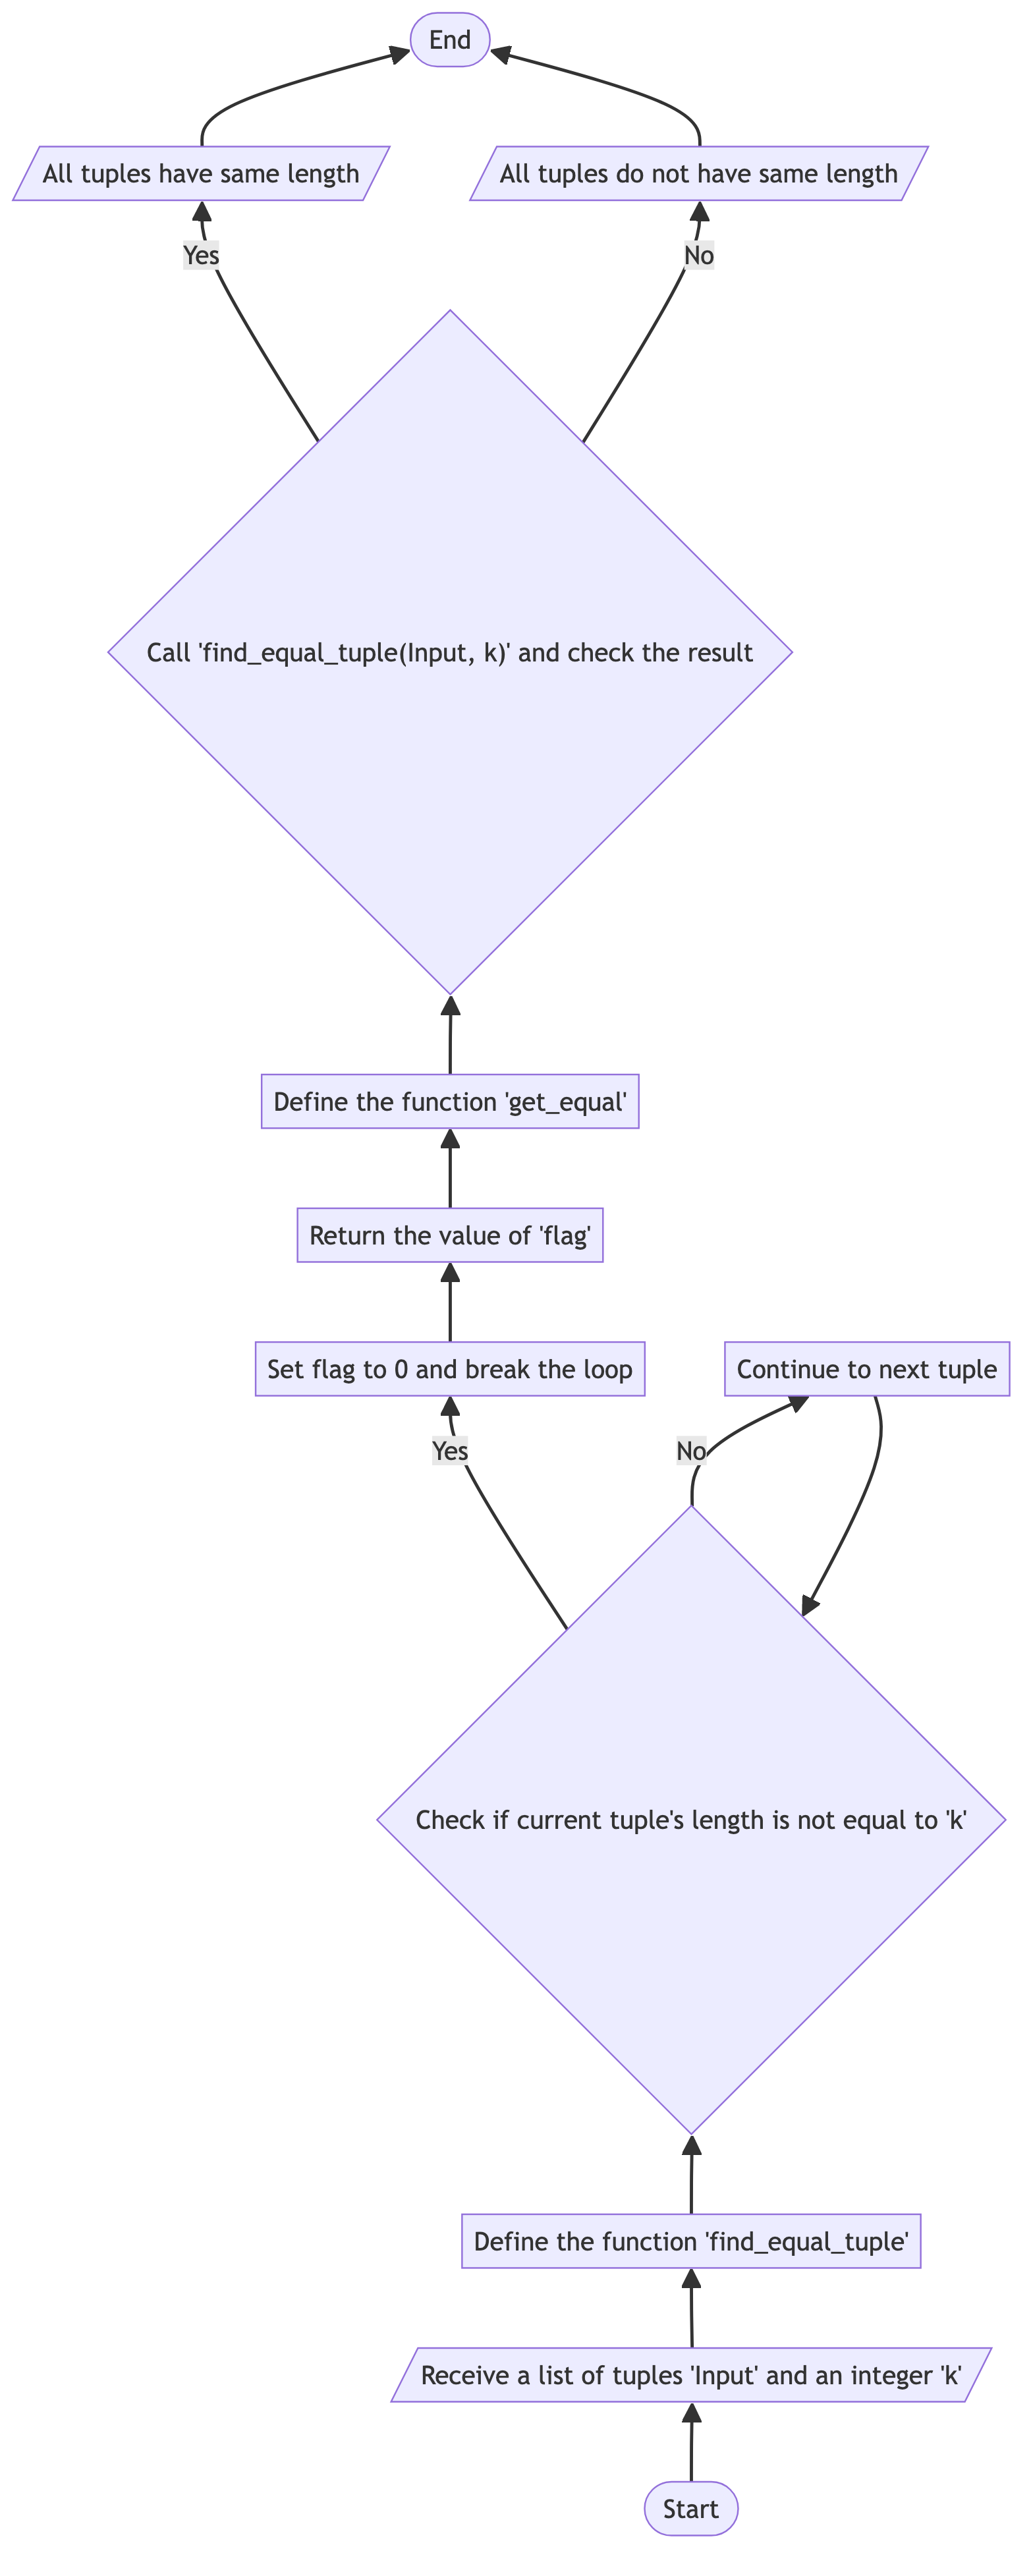 End
All tuples have same length
All tuples do not have same length
Yes
No
Call 'find_equal_tuple(Input, k)' and check the result
Define the function 'get_equal'
Return the value of 'flag'
Set flag to 0 and break the loop
Continue to next tuple
Yes
No
Check if current tuple's length is not equal to 'k'
Define the function 'find_equal_tuple'
Receive a list of tuples 'Input' and an integer 'k'
Start